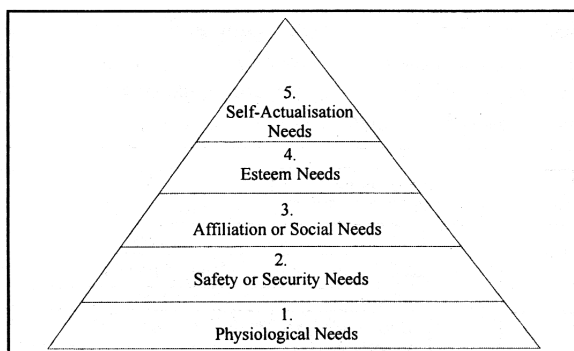 5.
Self-Actualisation
Needs
4.
Esteem Needs
3.
Affiliation or Social Needs
2.
Safety or Security Needs
1.
Physiological Needs